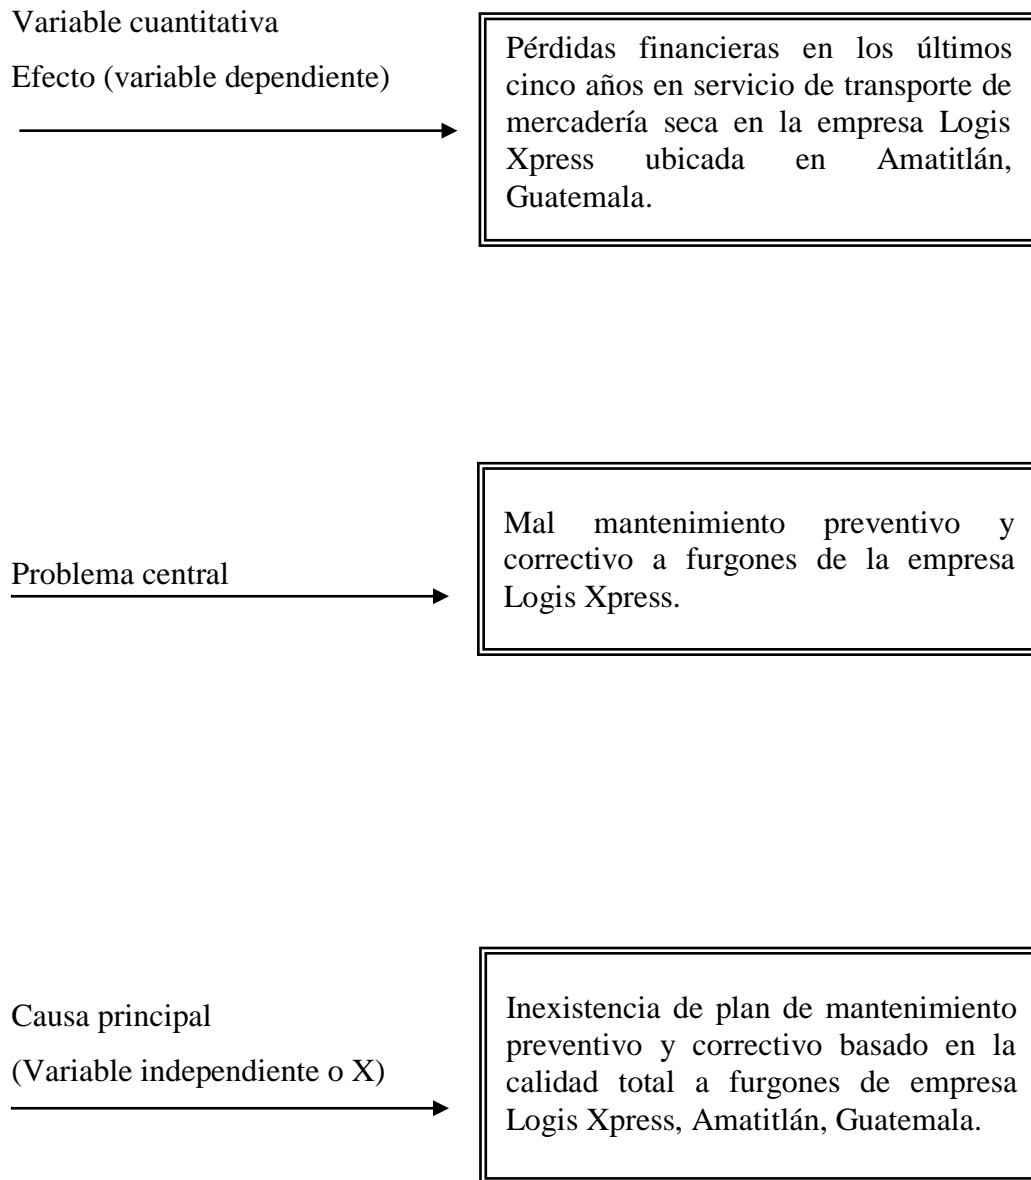 Variable cuantitativa
Efecto (variable dependiente)
Pérdidas financieras en los últimos
cinco años en servicio de transporte de
mercadería seca en la empresa Logis
Xpress ubicada en Amatitlán,
Guatemala.
Problema central
Mal mantenimiento preventivo y
correctivo a furgones de la empresa
Logis Xpress.
Causa principal
(Variable independiente o X)
Inexistencia de plan de mantenimiento
preventivo y correctivo basado en la
calidad total a furgones de empresa
Logis Xpress, Amatitlán, Guatemala.